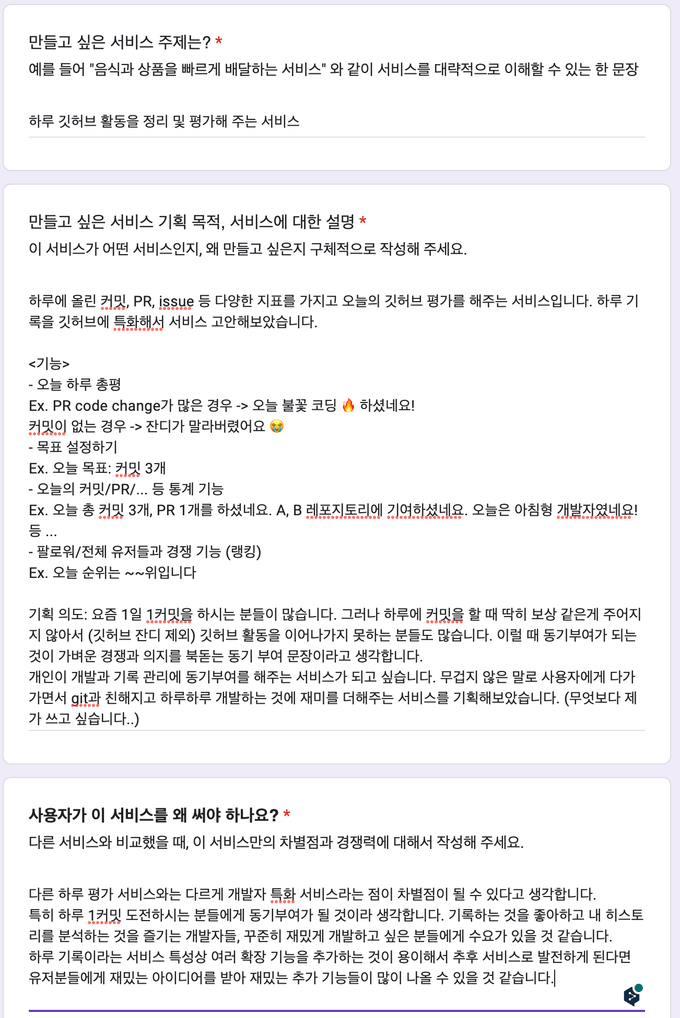 만들고 싶은 서비스 주제는? *
예를 들어 "음식과 상품을 빠르게 배달하는 서비스" 와 같이 서비스를 대략적으로 이해할 수 있는 한 문장
하루 깃허브 활동을 정리 및 평가해 주는 서비스
만들고 싶은 서비스 기획 목적, 서비스에 대한 설명 *
이 서비스가 어떤 서비스인지, 왜 만들고 싶은지 구체적으로 작성해 주세요.
하루에 올린 커밋, PR, issue 등 다양한 지표를 가지고 오늘의 깃허브 평가를 해주는 서비스입니다. 하루 기
록을 깃허브에 특화해서 서비스 고안해보았습니다.
<기능>
- 오늘 하루 총평
Ex. PR code change가 많은 경우 -> 오늘 불꽃 코딩 🔥 하셨네요!
커밋이 없는 경우 -> 잔디가 말라버렸어요 😭
- 목표 설정하기
Ex. 오늘 목표: 커밋 3개
- 오늘의 커밋/PR/... 등 통계 기능
Ex. 오늘 총 커밋 3개, PR 1개를 하셨네요. A, B 레포지토리에 기여하셨네요. 오늘은 아침형 개발자였네요!
등 ...
- 팔로워/전체 유저들과 경쟁 기능 (랭킹)
Ex. 오늘 순위는 ~~위입니다
기획 의도: 요즘 1일 1커밋을 하시는 분들이 많습니다. 그러나 하루에 커밋을 할 때 딱히 보상 같은게 주어지
지 않아서 (깃허브 잔디 제외) 깃허브 활동을 이어나가지 못하는 분들도 많습니다. 이럴 때 동기부여가 되는
것이 가벼운 경쟁과 의지를 북돋는 동기 부여 문장이라고 생각합니다.
개인이 개발과 기록 관리에 동기부여를 해주는 서비스가 되고 싶습니다. 무겁지 않은 말로 사용자에게 다가
가면서 git과 친해지고 하루하루 개발하는 것에 재미를 더해주는 서비스를 기획해보았습니다. (무엇보다 제
가 쓰고 싶습니다..)
사용자가 이 서비스를 왜 써야 하나요? *
다른 서비스와 비교했을 때, 이 서비스만의 차별점과 경쟁력에 대해서 작성해 주세요.
다른 하루 평가 서비스와는 다르게 개발자 특화 서비스라는 점이 차별점이 될 수 있다고 생각합니다.
특히 하루 1커밋 도전하시는 분들에게 동기부여가 될 것이라 생각합니다. 기록하는 것을 좋아하고 내 히스토
리를 분석하는 것을 즐기는 개발자들, 꾸준히 재밌게 개발하고 싶은 분들에게 수요가 있을 것 같습니다.
하루 기록이라는 서비스 특성상 여러 확장 기능을 추가하는 것이 용이해서 추후 서비스로 발전하게 된다면
유저분들에게 재밌는 아이디어를 받아 재밌는 추가 기능들이 많이 나올 수 있을 것 같습니다.